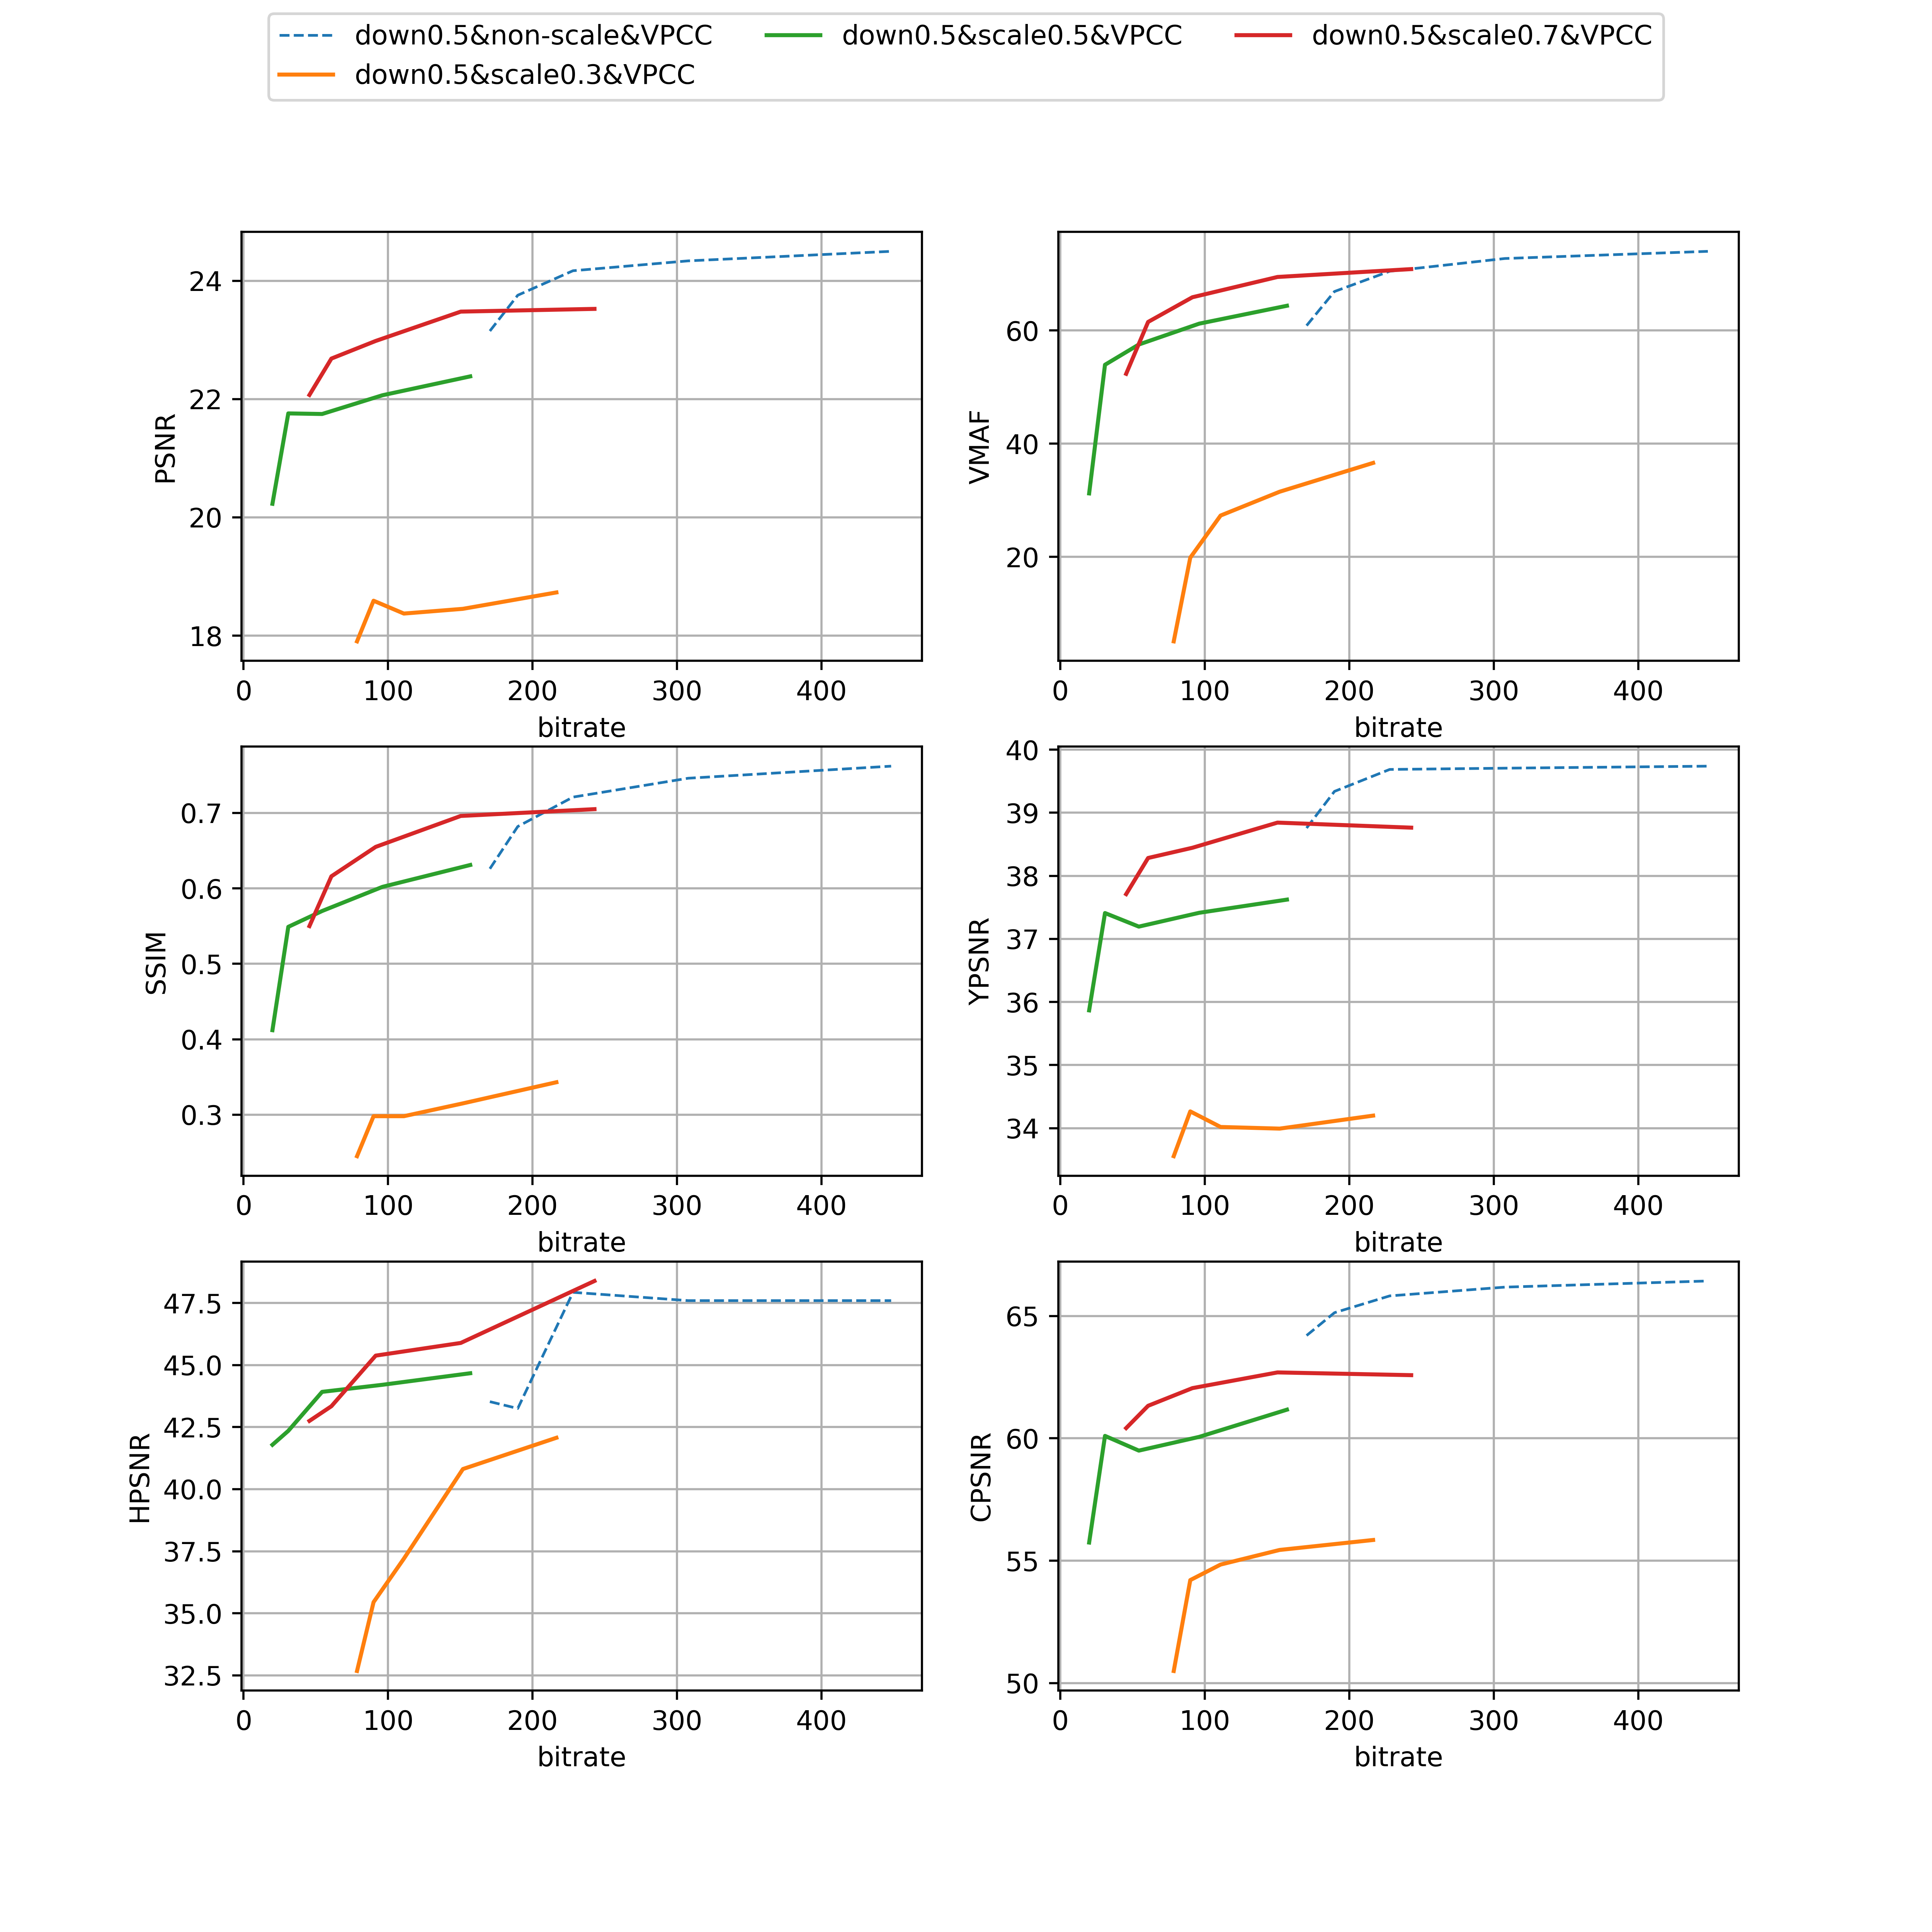 down0.5&non-scale&VPCC
down0.5&scale0.3&VPCC
down0.5&scale0.5&VPCC
down0.5&scale0.7&VPCC
PSNR
24
22
20
18
0 100 200 300 400
bitrate
VMAF
60
40
20
0 100 200 300 400
bitrate
SSIM
0.7
0.6
0.5
0.4
0.3
0 100 200 300 400
bitrate
YPSNR
40
39
38
37
36
35
34
0 100 200 300 400
bitrate
HPSNR
47.5
45.0
42.5
40.0
37.5
35.0
32.5
0 100 200 300 400
bitrate
CPSNR
65
60
55
50
0 100 200 300 400
bitrate